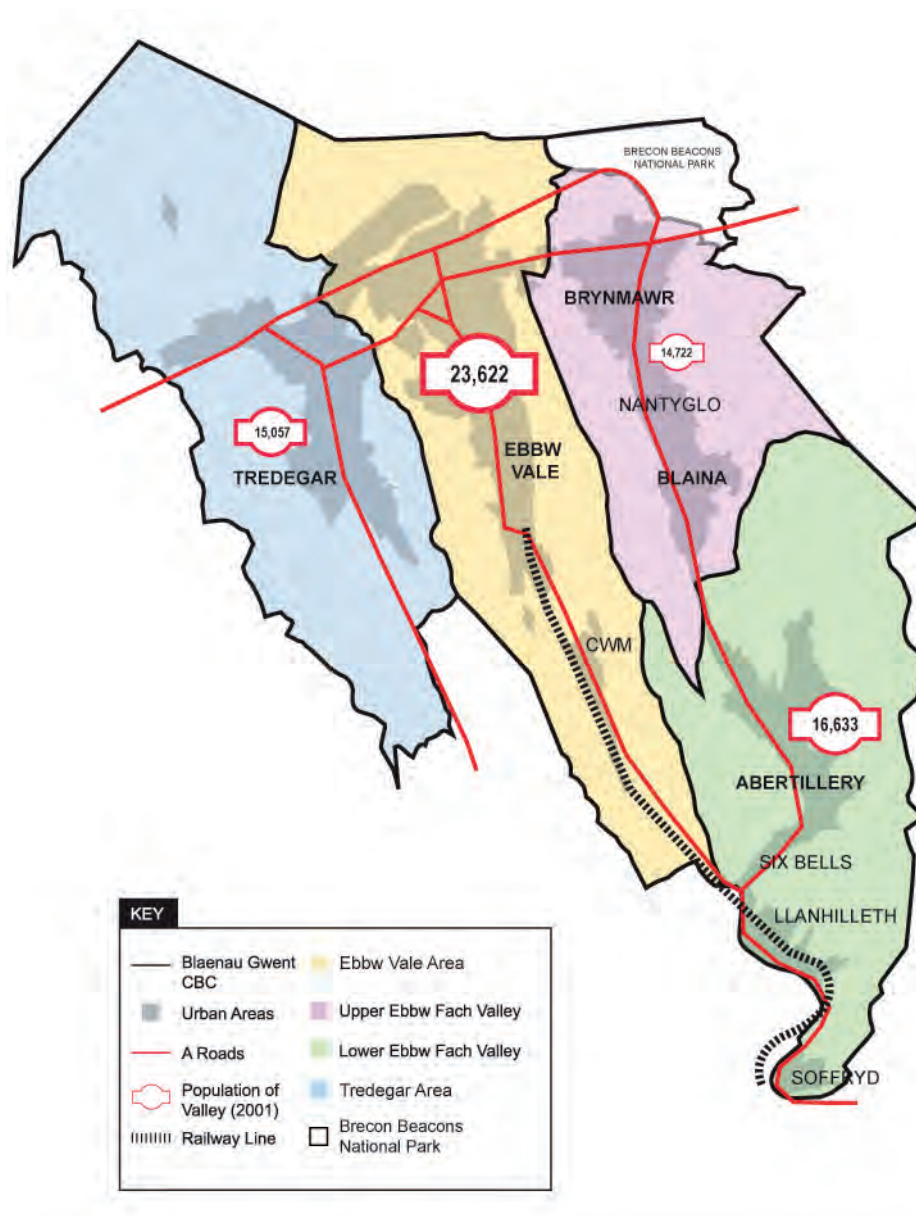 BRECON BEACONS
NATIONAL PARK
BRYNMAWR
14,722
23,622
NANTYGLO
15,057
EBBW
VALE
TREDEGAR
BLAINA
CWM
16,633
ABERTILLERY
SIX BELLS
LLANHILLETH
SOFFRYD
KEY
Blaenau Gwent
CBC
Urban Areas
A Roads
Population of
Valley (2001)
Railway Line
Ebbw Vale Area
Upper Ebbw Fach Valley
Lower Ebbw Fach Valley
Tredegar Area
Brecon Beacons
National Park